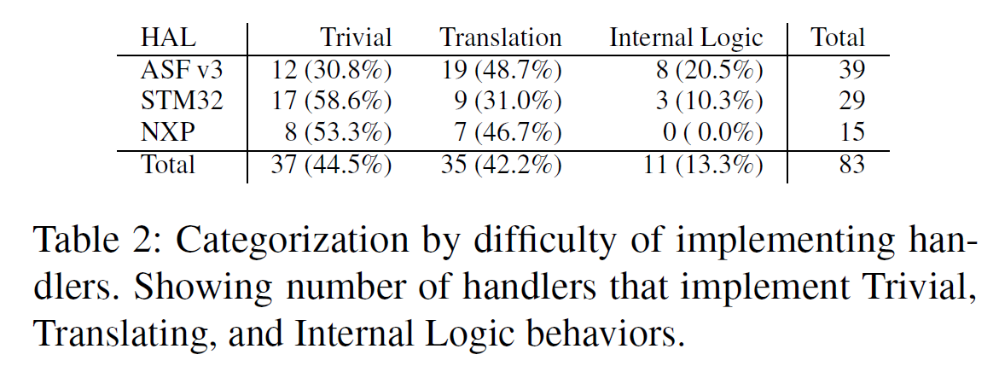 HAL Trivial Translation Internal Logic Total
ASF v3 12 (30.8%) 19 (48.7%) 8 (20.5%) 39
STM32 17 (58.6%) 9 (31.0%) 3 (10.3%) 29
NXP 8 (53.3%) 7 (46.7%) 0 ( 0.0%) 15
Total 37 (44.5%) 35 (42.2%) 11 (13.3%) 83
Table 2: Categorization by difficulty of implementing han-
dlers. Showing number of handlers that implement Trivial,
Translating, and Internal Logic behaviors.